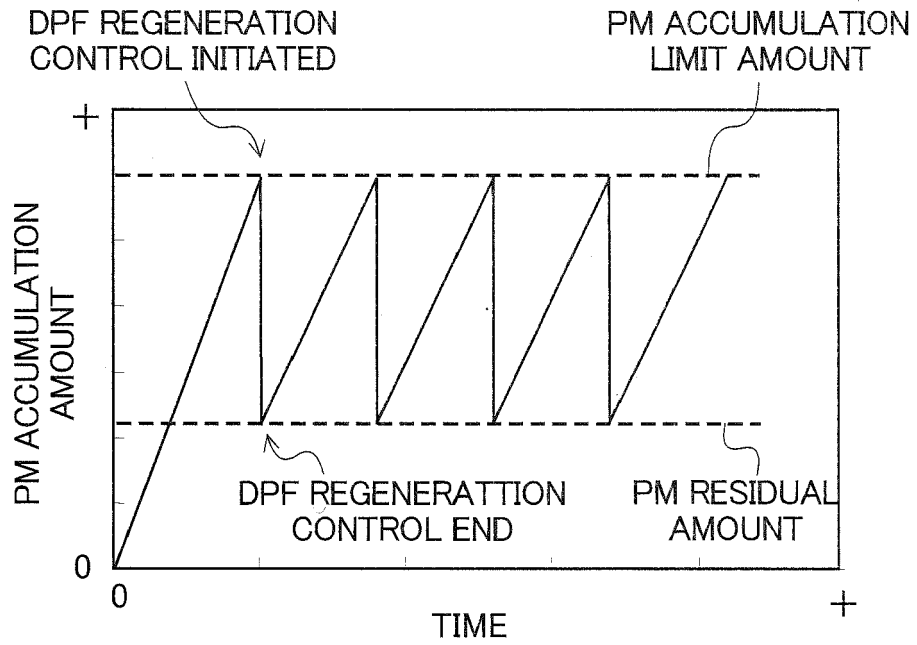 DPF REGENERATION
CONTROL INITIATED
PM ACCUMULATION
LIMIT AMOUNT
+
PM ACCUMULATION
AMOUNT
DPF REGENERATTION
CONTROL END
PM RESIDUAL
AMOUNT
0
0
TIME
+